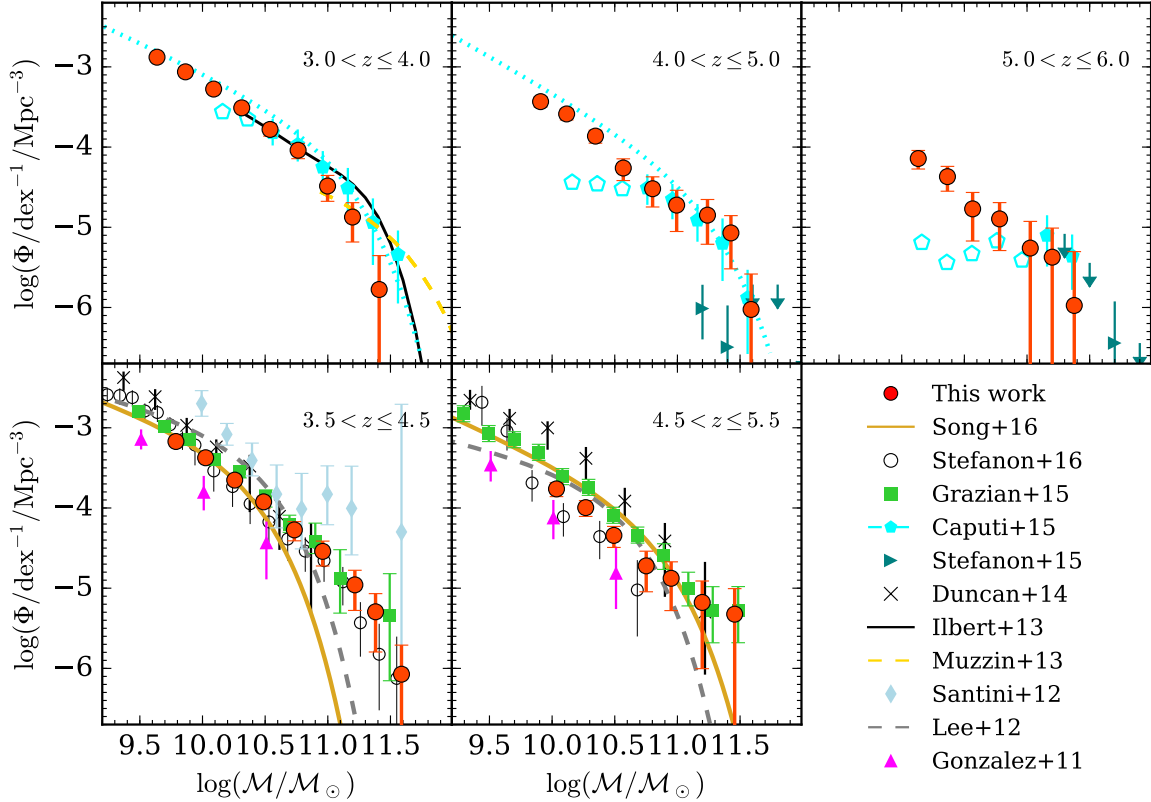 3.0 < z ≤ 4.0
4.0 < z ≤ 5.0
5.0 < z ≤ 6.0
−3
−4
−5
−6
log(Φ/dex⁻¹/Mpc⁻³)
3.5 < z ≤ 4.5
4.5 < z ≤ 5.5
−3
−4
−5
−6
log(Φ/dex⁻¹/Mpc⁻³)
9.5 10.0 10.5 11.0 11.5
9.5 10.0 10.5 11.0 11.5
log(ℳ/ℳ⊙)
log(ℳ/ℳ⊙)
This work
Song+16
Stefanon+16
Grazian+15
Caputi+15
Stefanon+15
Duncan+14
Ilbert+13
Muzzin+13
Santini+12
Lee+12
Gonzalez+11